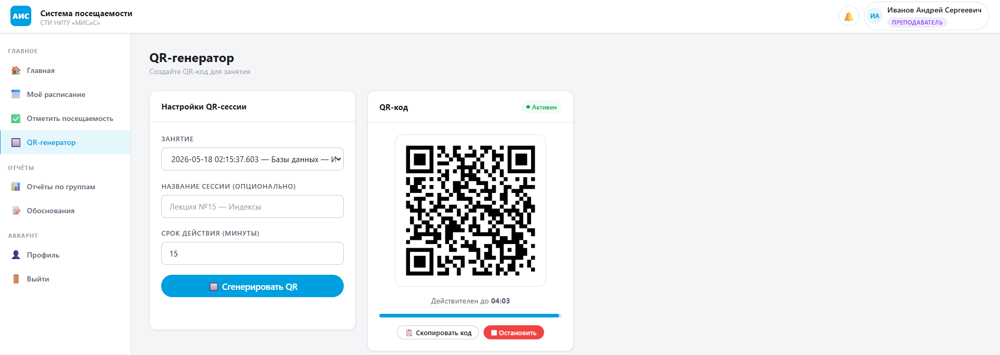 АИС
Система посещаемости
СТИ НИТУ «МИСиС»
ИА
Иванов Андрей Сергеевич
ПРЕПОДАВАТЕЛЬ
ГЛАВНОЕ
Главная
Моё расписание
Отметить посещаемость
QR-генератор
ОТЧЁТЫ
Отчёты по группам
Обоснования
АККАУНТ
Профиль
Выйти
QR-генератор
Создайте QR-код для занятия
Настройки QR-сессии
ЗАНЯТИЕ
2026-05-18 02:15:37.603 — Базы данных — И
НАЗВАНИЕ СЕССИИ (ОПЦИОНАЛЬНО)
Лекция №15 — Индексы
СРОК ДЕЙСТВИЯ (МИНУТЫ)
15
Сгенерировать QR
QR-код
Активен
Действителен до 04:03
Скопировать код
Остановить